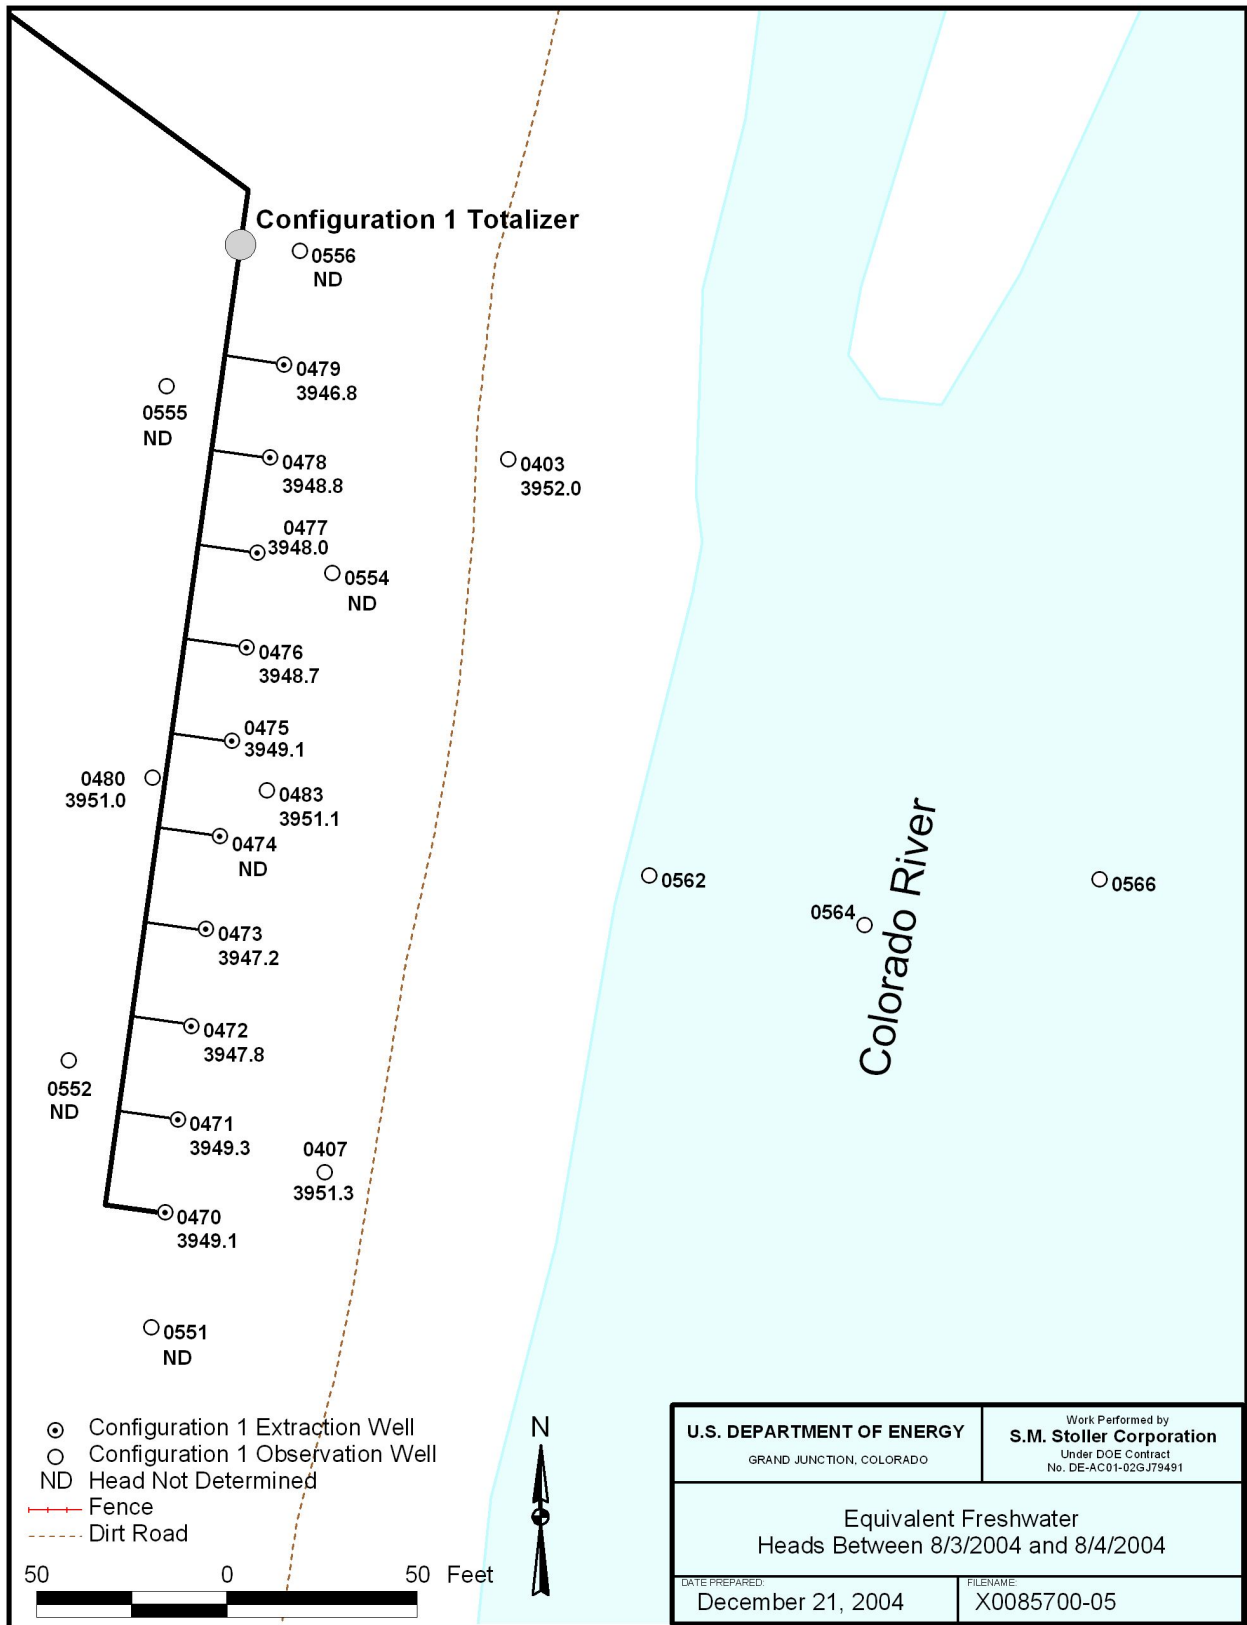 Configuration 1 Totalizer
0556
ND
0479
3946.8
0555
ND
0478
3948.8
0403
3952.0
0477
3948.0
0554
ND
0476
3948.7
0475
3949.1
0480
3951.0
0483
3951.1
0474
ND
0562
0566
0564
Colorado River
0473
3947.2
0472
3947.8
0552
ND
0471
3949.3
0407
3951.3
0470
3949.1
0551
ND
Configuration 1 Extraction Well
Configuration 1 Observation Well
ND Head Not Determined
Fence
Dirt Road
50 0 50 Feet
N
U.S. DEPARTMENT OF ENERGY
GRAND JUNCTION, COLORADO
Work Performed by
S.M. Stoller Corporation
Under DOE Contract
No. DE-AC01-02GJ79491
Equivalent Freshwater
Heads Between 8/3/2004 and 8/4/2004
DATE PREPARED:
December 21, 2004
FILENAME:
X0085700-05